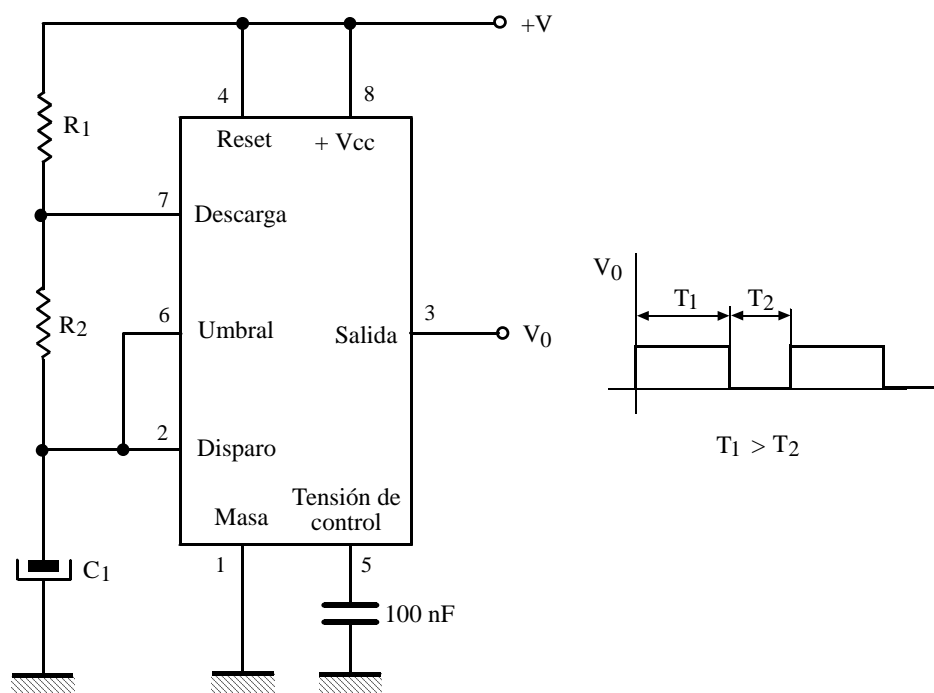 +V
4
8
R1
Reset
+ Vcc
7
Descarga
V0
T1
T2
R2
6
Umbral
3
Salida
V0
2
Disparo
T1 > T2
Tensión de
control
Masa
C1
1
5
100 nF